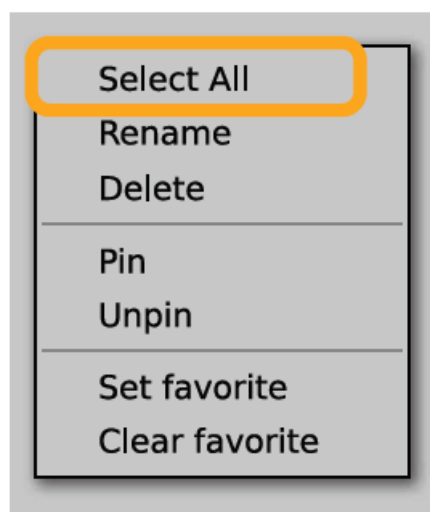 Select All
Rename
Delete
Pin
Unpin
Set favorite
Clear favorite